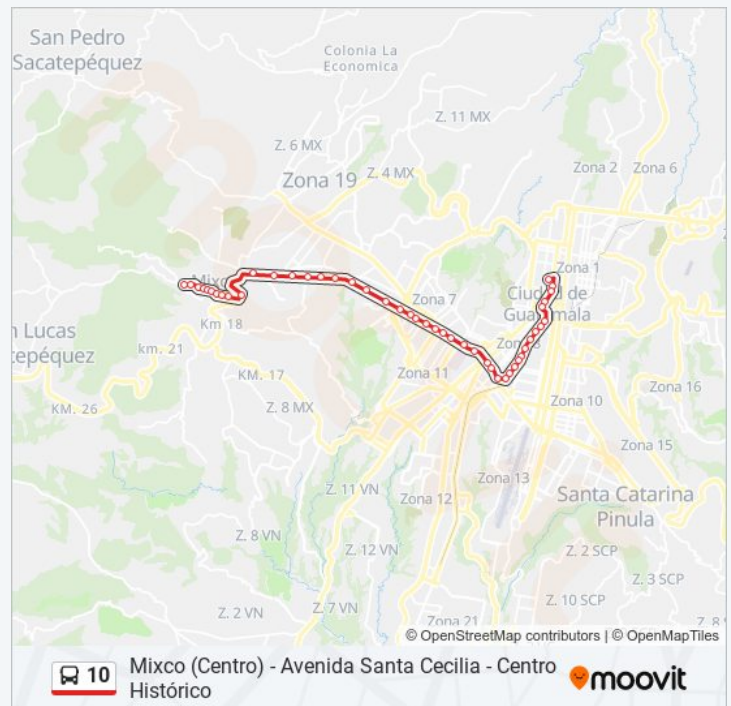 San Pedro
Sacatepéquez
Colonia La
Economica
Z. 11 MX
Z. 6 MX
Zona 19
Z. 4 MX
Zona 2
Zona 6
Zona 1
Ciudad de
Guatemala
Zona 7
Km 18
n Lucas
tepéquez
km. 21
KM. 17
Zona 11
KM. 26
Z. 8 MX
Zona 10
Zona 16
Zona 15
Zona 13
Z. 11 VN
Zona 12
Santa Catarina
Pinula
Z. 8 VN
Z. 12 VN
Z. 2 SCP
Z. 3 SCP
Z. 2 VN
Z. 7 VN
Z. 10 SCP
Zona 21
© OpenStreetMap contributors | © OpenMapTiles
10
Mixco (Centro) - Avenida Santa Cecilia - Centro
Histórico
moovit